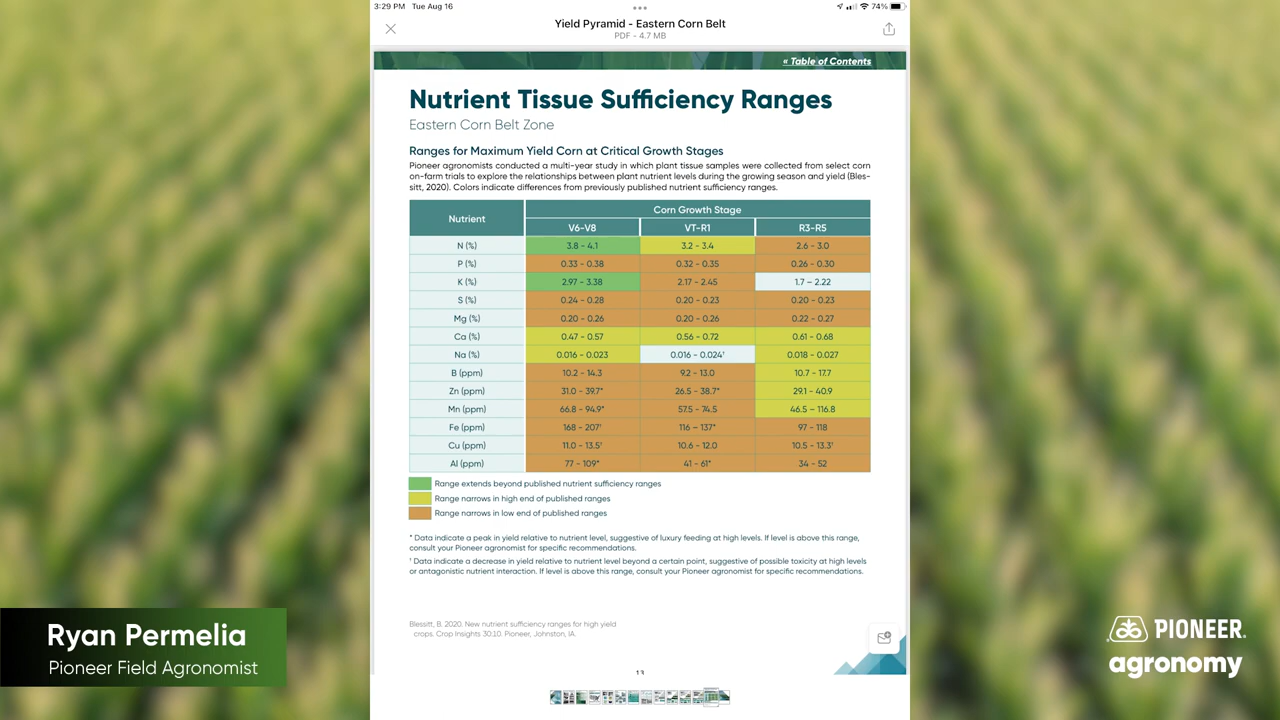 3:29 PM Tue Aug 16
74%
Yield Pyramid - Eastern Corn Belt
PDF - 4.7 MB
« Table of Contents
Nutrient Tissue Sufficiency Ranges
Eastern Corn Belt Zone
Ranges for Maximum Yield Corn at Critical Growth Stages
Pioneer agronomists conducted a multi-year study in which plant tissue samples were collected from select corn
on-farm trials to explore the relationships between plant nutrient levels during the growing season and yield (Bles-
sitt, 2020). Colors indicate differences from previously published nutrient sufficiency ranges.
Nutrient Corn Growth Stage
V6-V8 VT-R1 R3-R5
N (%) 3.8 - 4.1 3.2 - 3.4 2.6 - 3.0
P (%) 0.33 - 0.38 0.32 - 0.35 0.26 - 0.30
K (%) 2.97 - 3.38 2.17 - 2.45 1.7 – 2.22
S (%) 0.24 - 0.28 0.20 - 0.23 0.20 - 0.23
Mg (%) 0.20 - 0.26 0.20 - 0.26 0.22 - 0.27
Ca (%) 0.47 - 0.57 0.56 - 0.72 0.61 - 0.68
Na (%) 0.016 - 0.023 0.016 - 0.024† 0.018 - 0.027
B (ppm) 10.2 - 14.3 9.2 - 13.0 10.7 - 17.7
Zn (ppm) 31.0 - 39.7* 26.5 - 38.7* 29.1 - 40.9
Mn (ppm) 66.8 - 94.9* 57.5 - 74.5 46.5 – 116.8
Fe (ppm) 168 - 207† 116 – 137* 97 - 118
Cu (ppm) 11.0 - 13.5† 10.6 - 12.0 10.5 - 13.3†
Al (ppm) 77 - 109* 41 - 61* 34 - 52
Range extends beyond published nutrient sufficiency ranges
Range narrows in high end of published ranges
Range narrows in low end of published ranges
* Data indicate a peak in yield relative to nutrient level, suggestive of luxury feeding at high levels. If level is above this range,
consult your Pioneer agronomist for specific recommendations.
† Data indicate a decrease in yield relative to nutrient level beyond a certain point, suggestive of possible toxicity at high levels
or antagonistic nutrient interaction. If level is above this range, consult your Pioneer agronomist for specific recommendations.
Blessitt, B. 2020. New nutrient sufficiency ranges for high yield
crops. Crop Insights 30:10. Pioneer, Johnston, IA.
13
Ryan Permelia
Pioneer Field Agronomist
PIONEER
agronomy